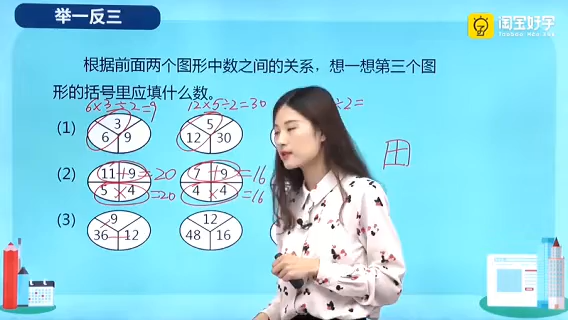 举一反三
淘宝好学
根据前面两个图形中数之间的关系，想一想第三个图
形的括号里应填什么数。
6×3÷2=9 12×5÷2=30 ÷2=
(1) 3 6 9 5 12 30
(2) 11+9=20 7+9=16
5×4=20 4×4=16
(3) 9 36 12 12 48 16
田